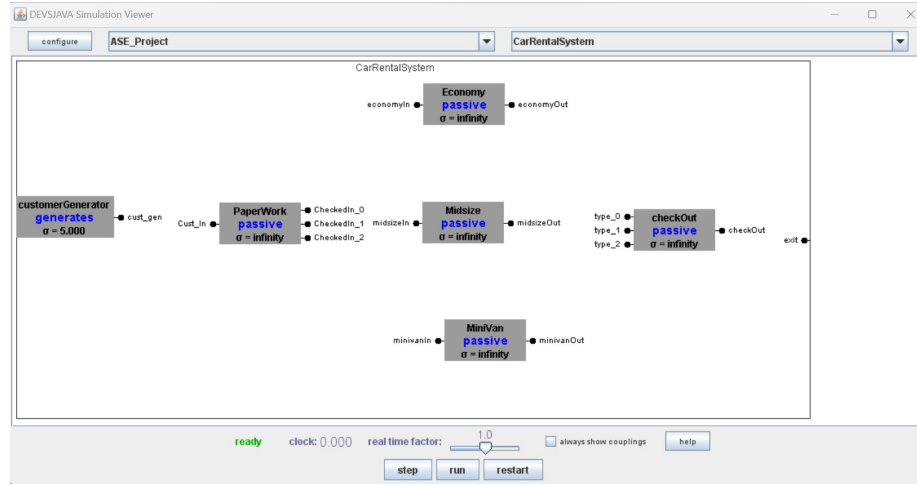 DEVSJAVA Simulation Viewer
configure
ASE_Project
CarRentalSystem
CarRentalSystem
Economy
passive
σ = infinity
economyIn
economyOut
customerGenerator
generates
σ = 5.000
cust_gen
Cust_In
PaperWork
passive
σ = infinity
CheckedIn_0
CheckedIn_1
CheckedIn_2
midsizeIn
Midsize
passive
σ = infinity
midsizeOut
type_0
type_1
type_2
checkOut
passive
σ = infinity
checkOut
exit
minivanIn
MiniVan
passive
σ = infinity
minivanOut
ready
clock: 0.000
real time factor:
1.0
always show couplings
help
step
run
restart